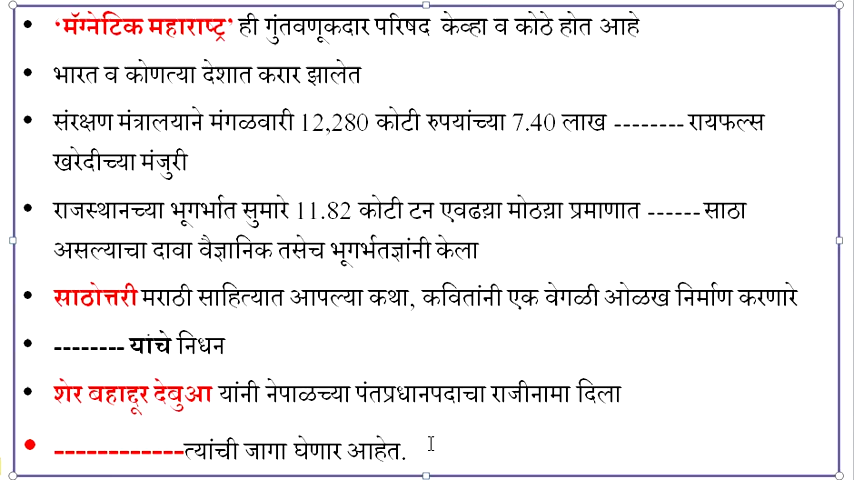 • ‘मॅग्नेटिक महाराष्ट्र’ ही गुंतवणूकदार परिषद केव्हा व कोठे होत आहे
• भारत व कोणत्या देशात करार झालेत
• संरक्षण मंत्रालयाने मंगळवारी 12,280 कोटी रुपयांच्या 7.40 लाख -------- रायफल्स
खरेदीच्या मंजुरी
• राजस्थानच्या भूगर्भात सुमारे 11.82 कोटी टन एवढय़ा मोठय़ा प्रमाणात ------ साठा
असल्याचा दावा वैज्ञानिक तसेच भूगर्भतज्ञांनी केला
• साठोत्तरी मराठी साहित्यात आपल्या कथा, कवितांनी एक वेगळी ओळख निर्माण करणारे
• -------- यांचे निधन
• शेर बहाद्दूर देवुआ यांनी नेपाळच्या पंतप्रधानपदाचा राजीनामा दिला
• ------------त्यांची जागा घेणार आहेत.